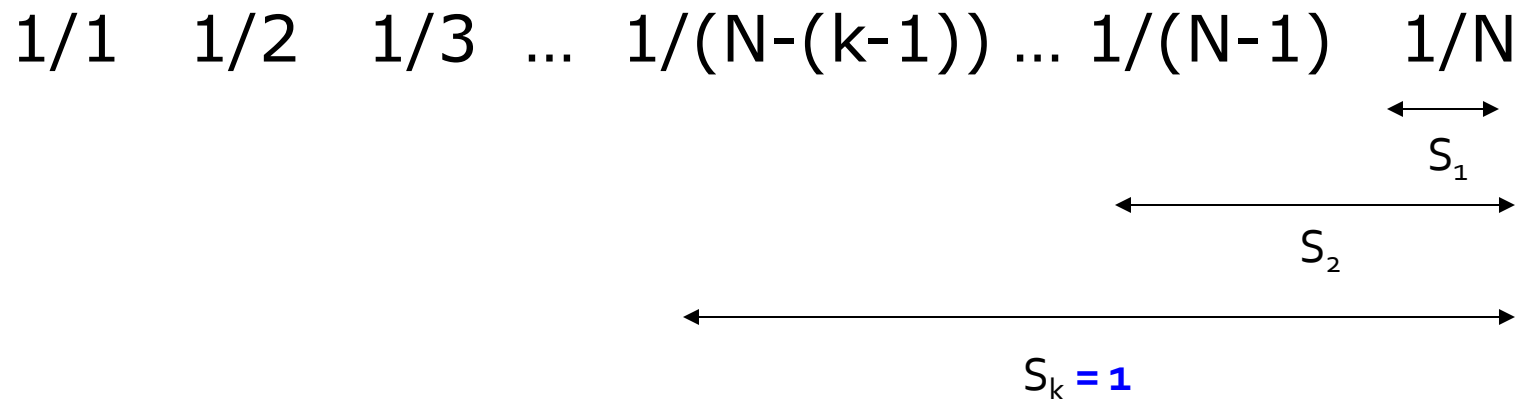 1/1 1/2 1/3 … 1/(N-(k-1)) … 1/(N-1) 1/N
S₁
S₂
Sₖ = 1